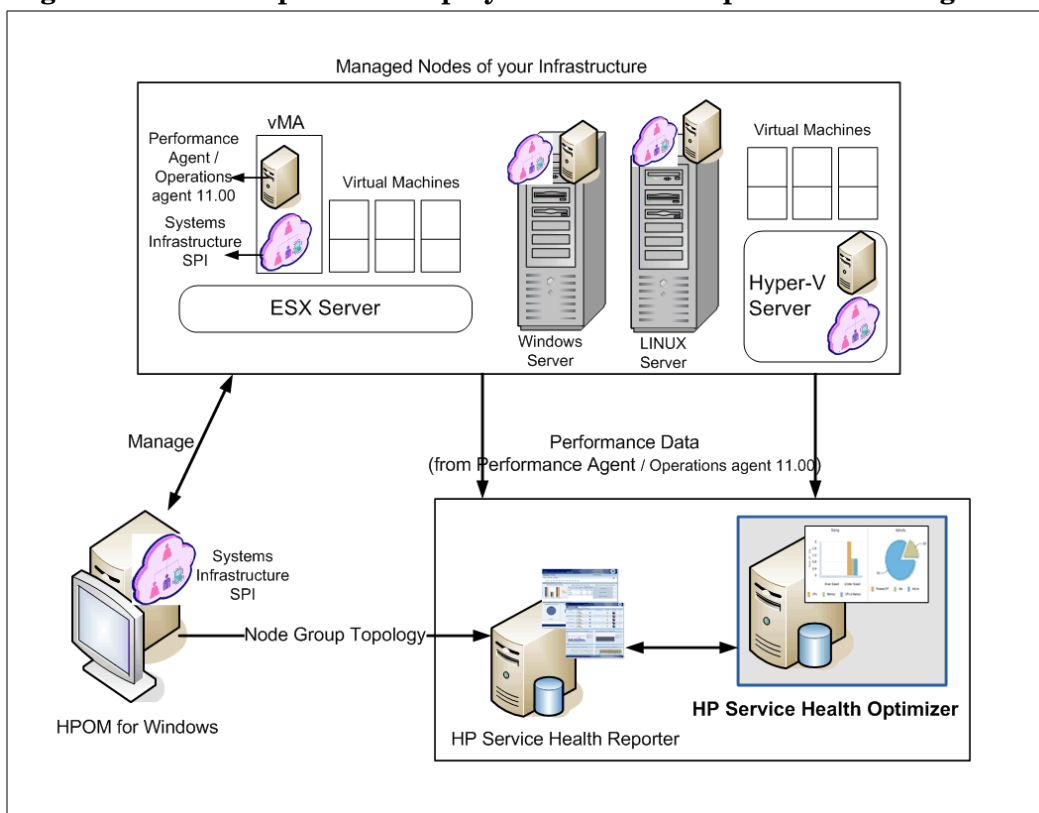 Managed Nodes of your Infrastructure
vMA
Performance
Agent /
Operations
agent 11.00
Systems
Infrastructure
SPI
Virtual Machines
ESX Server
Windows
Server
LINUX
Server
Virtual Machines
Hyper-V
Server
Manage
Performance Data
(from Performance Agent / Operations agent 11.00)
Systems
Infrastructure
SPI
Node Group Topology
HPOM for Windows
HP Service Health Reporter
HP Service Health Optimizer